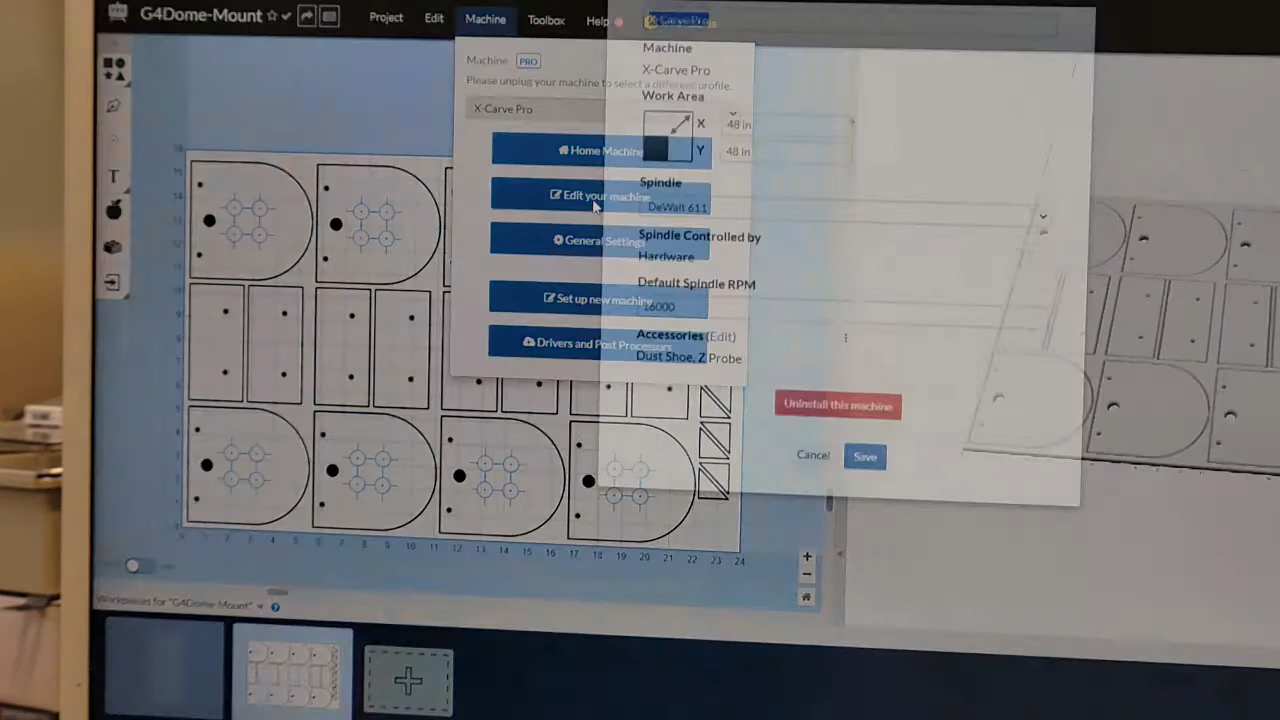 G4Dome-Mount
Project
Edit
Machine
Toolbox
Help
X-Carve Pro
Machine PRO
Please unplug your machine to select a different profile.
X-Carve Pro
Home Machine
Edit your machine
General Settings
Set up new machine
Drivers and Post Processors
Machine
X-Carve Pro
Work Area
X 48 in
Y 48 in
Spindle
DeWalt 611
Spindle Controlled by
Hardware
Default Spindle RPM
16000
Accessories (Edit)
Dust Shoe, Z Probe
Uninstall this machine
Cancel
Save
T
0 1 2 3 4 5 6 7 8 9 10 11 12 13 14 15 16 17 18 19 20 21 22 23 24
Workpieces for "G4Dome-Mount"